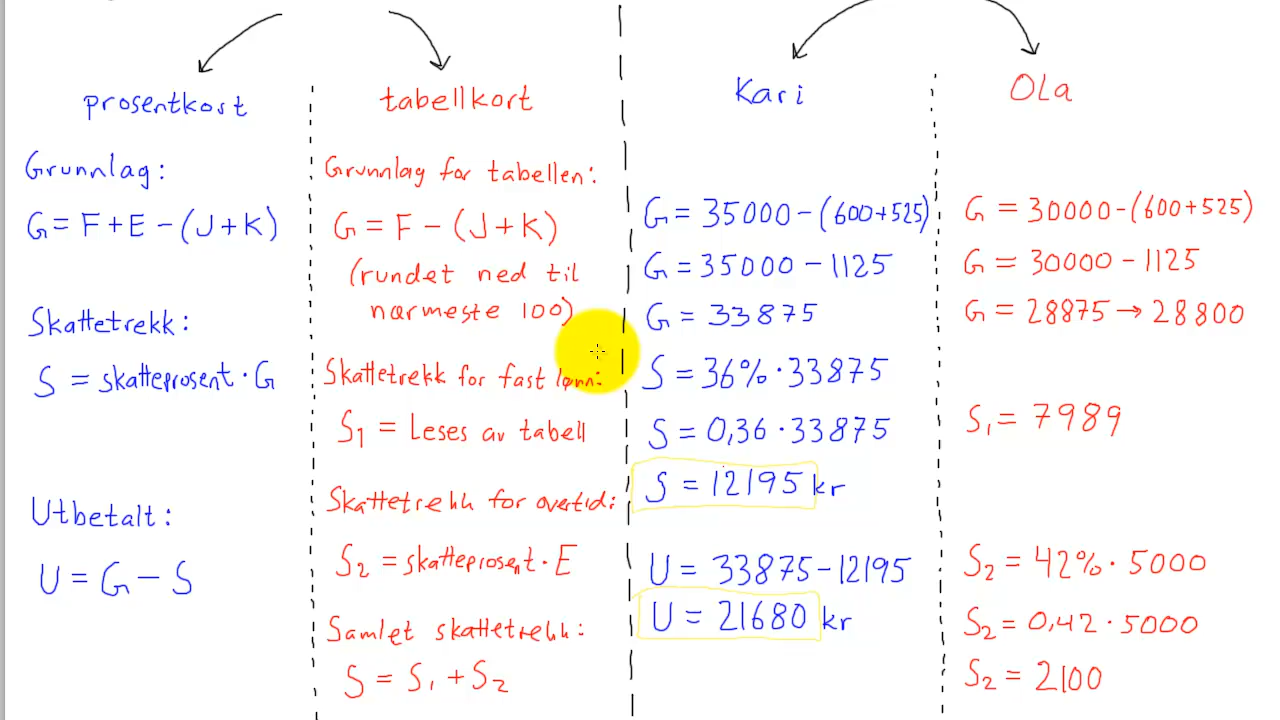 prosentkort
Grunnlag:
G = F + E - (J + K)
Skattetrekk:
S = skatteprosent · G
Utbetalt:
U = G - S
tabellkort
Grunnlag for tabellen:
G = F - (J + K)
(rundet ned til
nærmeste 100)
Skattetrekk for fast lønn:
S1 = Leses av tabell
Skattetrekk for overtid:
S2 = skatteprosent · E
Samlet skattetrekk:
S = S1 + S2
Kari
G = 35000 - (600 + 525)
G = 35000 - 1125
G = 33875
S = 36% · 33875
S = 0,36 · 33875
S = 12195 kr
U = 33875 - 12195
U = 21680 kr
OLa
G = 30000 - (600 + 525)
G = 30000 - 1125
G = 28875 → 28800
S1 = 7989
S2 = 42% · 5000
S2 = 0,42 · 5000
S2 = 2100